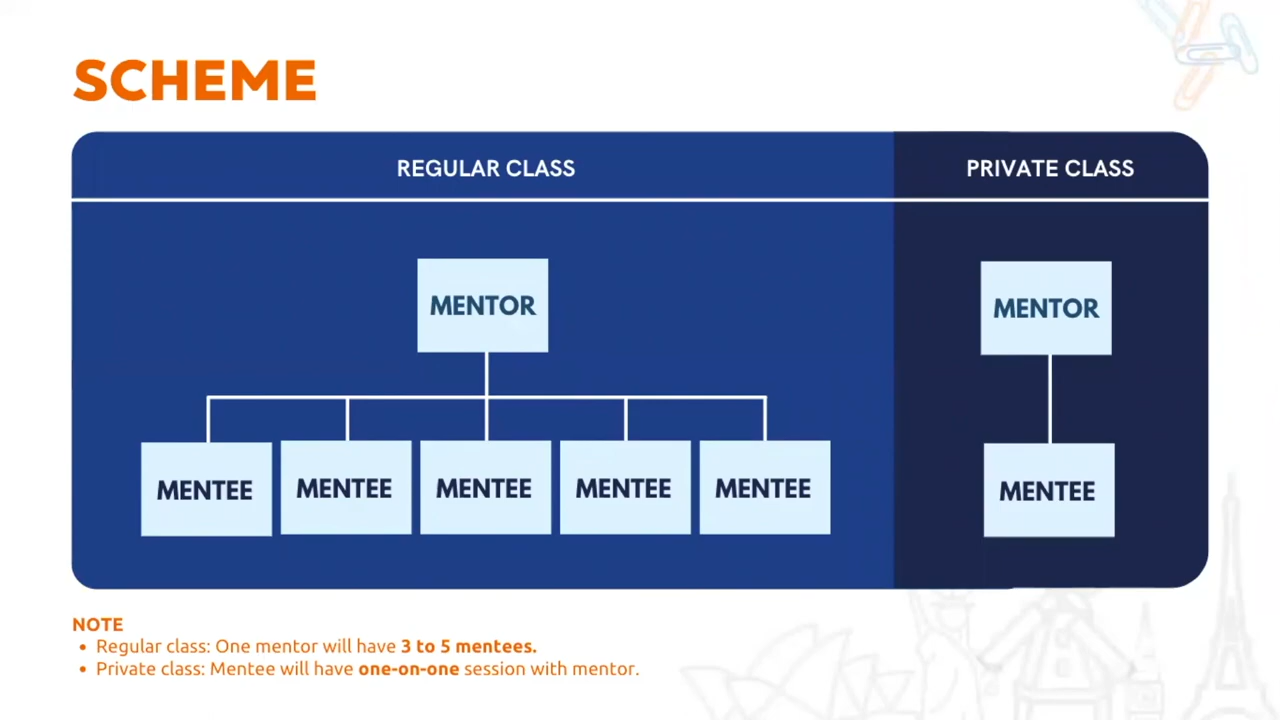 SCHEME
REGULAR CLASS
PRIVATE CLASS
MENTOR
MENTOR
MENTEE
MENTEE
MENTEE
MENTEE
MENTEE
MENTEE
NOTE
• Regular class: One mentor will have 3 to 5 mentees.
• Private class: Mentee will have one-on-one session with mentor.